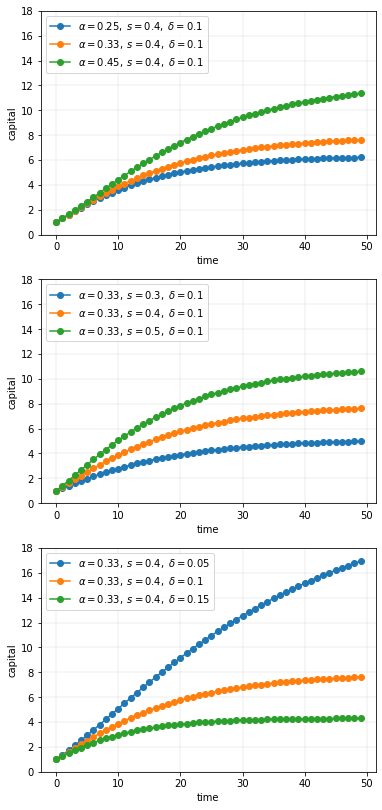 18
16
14
12
10
8
6
4
2
0
capital
α = 0.25, s = 0.4, δ = 0.1
α = 0.33, s = 0.4, δ = 0.1
α = 0.45, s = 0.4, δ = 0.1
0 10 20 30 40 50
time
18
16
14
12
10
8
6
4
2
0
capital
α = 0.33, s = 0.3, δ = 0.1
α = 0.33, s = 0.4, δ = 0.1
α = 0.33, s = 0.5, δ = 0.1
0 10 20 30 40 50
time
18
16
14
12
10
8
6
4
2
0
capital
α = 0.33, s = 0.4, δ = 0.05
α = 0.33, s = 0.4, δ = 0.1
α = 0.33, s = 0.4, δ = 0.15
0 10 20 30 40 50
time